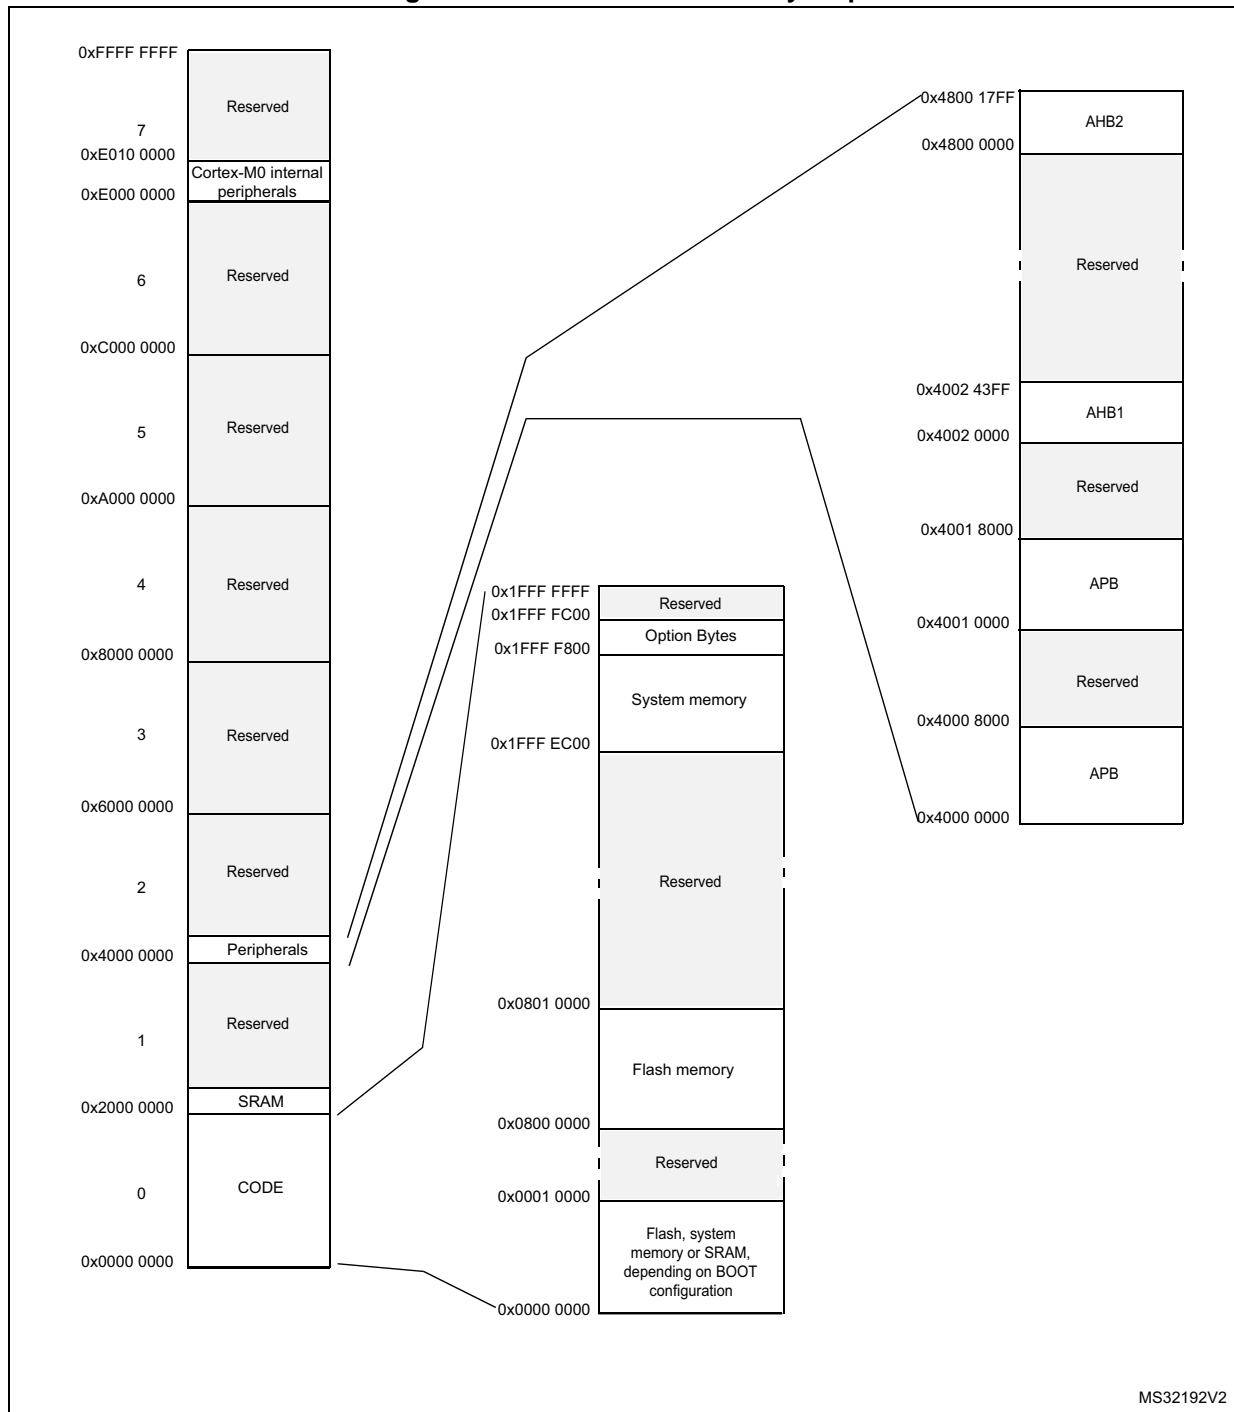 0xFFFF FFFF
Reserved
7
0xE010 0000
Cortex-M0 internal
peripherals
0xE000 0000
Reserved
6
0xC000 0000
Reserved
5
0xA000 0000
Reserved
4
0x8000 0000
Reserved
3
0x6000 0000
Reserved
2
Peripherals
0x4000 0000
Reserved
1
SRAM
0x2000 0000
CODE
0
0x0000 0000
0x1FFF FFFF
Reserved
0x1FFF FC00
Option Bytes
0x1FFF F800
System memory
0x1FFF EC00
Reserved
0x0801 0000
Flash memory
0x0800 0000
Reserved
0x0001 0000
Flash, system
memory or SRAM,
depending on BOOT
configuration
0x0000 0000
0x4800 17FF
AHB2
0x4800 0000
Reserved
0x4002 43FF
AHB1
0x4002 0000
Reserved
0x4001 8000
APB
0x4001 0000
Reserved
0x4000 8000
APB
0x4000 0000
MS32192V2